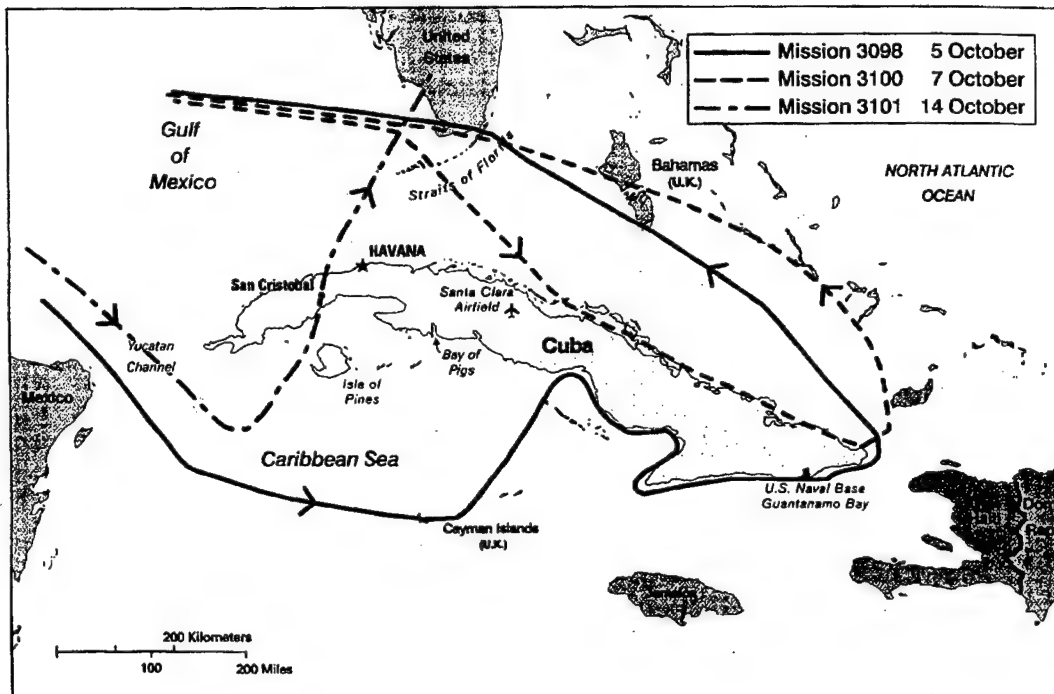 United
States
Mission 3098 5 October
Mission 3100 7 October
Mission 3101 14 October
Gulf
of
Mexico
Straits of Florida
Bahamas
(U.K.)
NORTH ATLANTIC
OCEAN
HAVANA
San Cristobal
Santa Clara
Airfield
Yucatan
Channel
Cuba
Bay of
Pigs
Isle of
Pines
Mexico
Caribbean Sea
U.S. Naval Base
Guantanamo Bay
Cayman Islands
(U.K.)
Jamaica
200 Kilometers
100 200 Miles